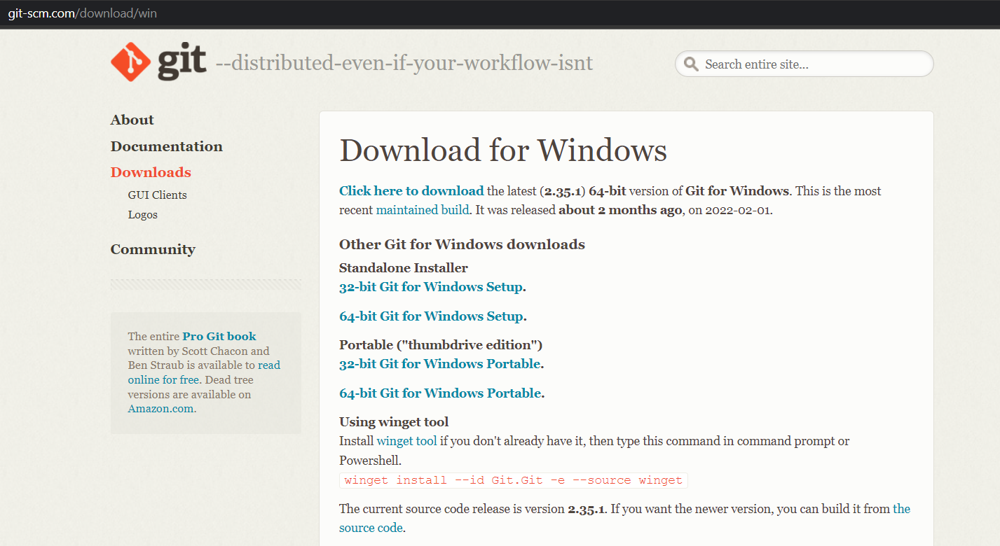 git-scm.com/download/win
git --distributed-even-if-your-workflow-isnt
Search entire site...
About
Documentation
Downloads
GUI Clients
Logos
Community
The entire Pro Git book
written by Scott Chacon and
Ben Straub is available to read
online for free. Dead tree
versions are available on
Amazon.com.
Download for Windows
Click here to download the latest (2.35.1) 64-bit version of Git for Windows. This is the most
recent maintained build. It was released about 2 months ago, on 2022-02-01.
Other Git for Windows downloads
Standalone Installer
32-bit Git for Windows Setup.
64-bit Git for Windows Setup.
Portable ("thumbdrive edition")
32-bit Git for Windows Portable.
64-bit Git for Windows Portable.
Using winget tool
Install winget tool if you don't already have it, then type this command in command prompt or
Powershell.
winget install --id Git.Git -e --source winget
The current source code release is version 2.35.1. If you want the newer version, you can build it from the
source code.